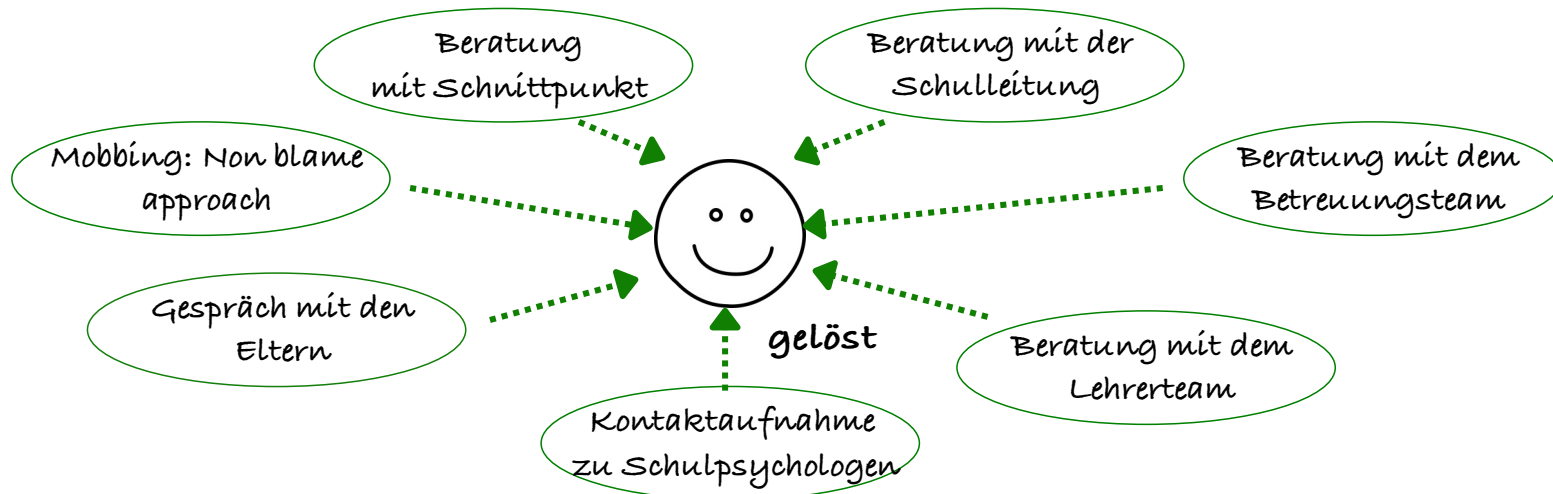 Beratung
mit Schnittpunkt
Beratung mit der
Schulleitung
Mobbing: Non blame
approach
Beratung mit dem
Betreuungsteam
Gespräch mit den
Eltern
gelöst
Beratung mit dem
Lehrerteam
Kontaktaufnahme
zu Schulpsychologen